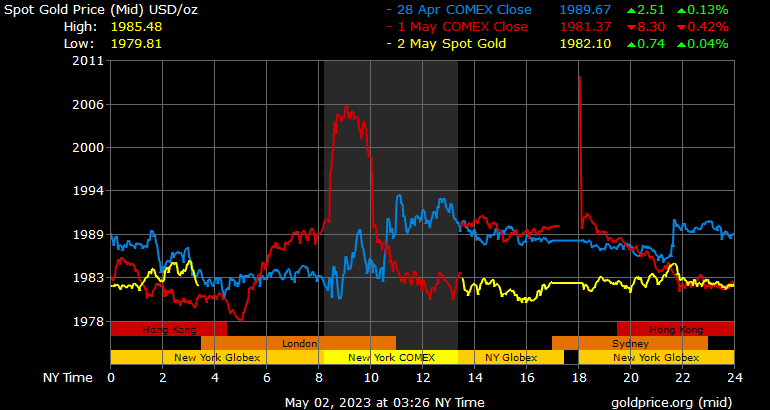 Spot Gold Price (Mid) USD/oz - 28 Apr COMEX Close 1989.67 ▲2.51 ▲0.13%
High: 1985.48 - 1 May COMEX Close 1981.37 ▼8.30 ▼0.42%
Low: 1979.81 - 2 May Spot Gold 1982.10 ▲0.74 ▲0.04%
2011
2006
2000
1994
1989
1983
1978
Hong Kong Hong Kong
London Sydney
New York Globex New York COMEX NY Globex New York Globex
NY Time 0 2 4 6 8 10 12 14 16 18 20 22 24
May 02, 2023 at 03:26 NY Time goldprice.org (mid)